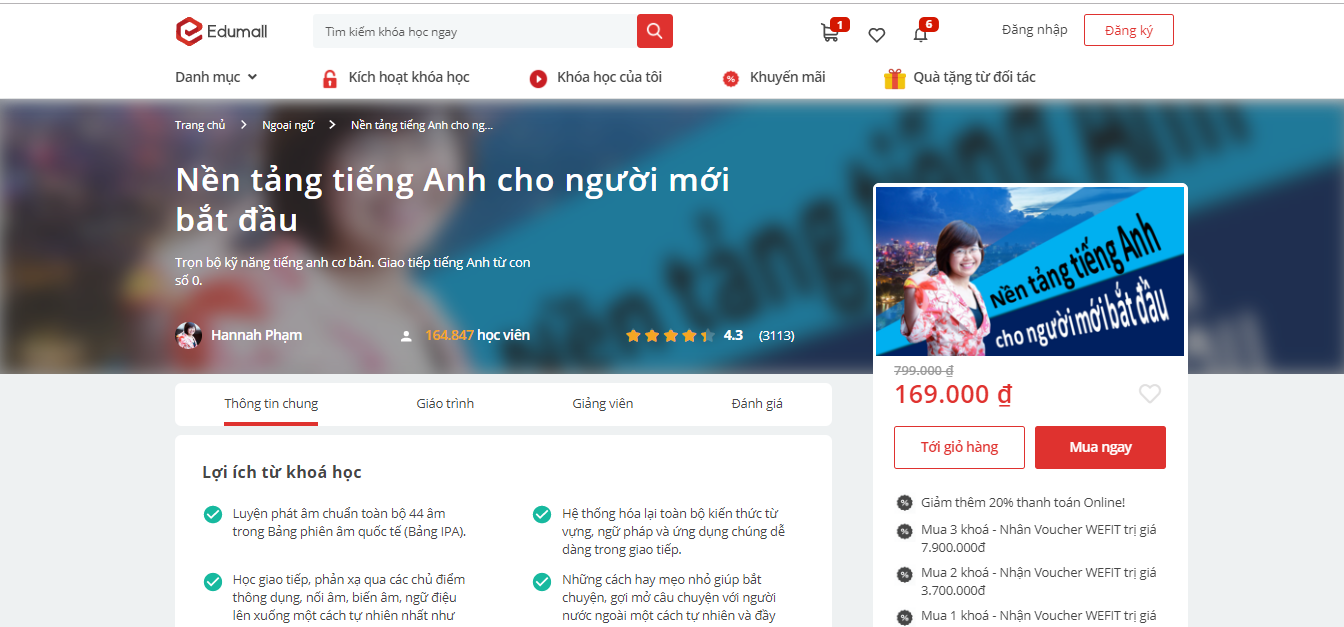 Edumall
Tìm kiếm khóa học ngay
1
6
Đăng nhập
Đăng ký
Danh mục
Kích hoạt khóa học
Khóa học của tôi
Khuyến mãi
Quà tặng từ đối tác
Trang chủ
Ngoại ngữ
Nền tảng tiếng Anh cho ng...
Nền tảng tiếng Anh cho người mới
bắt đầu
Trọn bộ kỹ năng tiếng anh cơ bản. Giao tiếp tiếng Anh từ con
số 0.
Hannah Phạm
164.847 học viên
4.3 (3113)
Nền tảng tiếng Anh
cho người mới bắt đầu
799.000 đ
169.000 đ
Tới giỏ hàng
Mua ngay
Giảm thêm 20% thanh toán Online!
Mua 3 khoá - Nhận Voucher WEFIT trị giá
7.900.000đ
Mua 2 khoá - Nhận Voucher WEFIT trị giá
3.700.000đ
Mua 1 khoá - Nhận Voucher WEFIT trị giá
Thông tin chung
Giáo trình
Giảng viên
Đánh giá
Lợi ích từ khoá học
Luyện phát âm chuẩn toàn bộ 44 âm
trong Bảng phiên âm quốc tế (Bảng IPA).
Hệ thống hóa lại toàn bộ kiến thức từ
vựng, ngữ pháp và ứng dụng chúng dễ
dàng trong giao tiếp.
Học giao tiếp, phản xạ qua các chủ điểm
thông dụng, nối âm, biến âm, ngữ điệu
lên xuống một cách tự nhiên nhất như
Những cách hay mẹo nhỏ giúp bắt
chuyện, gợi mở câu chuyện với người
nước ngoài một cách tự nhiên và đầy